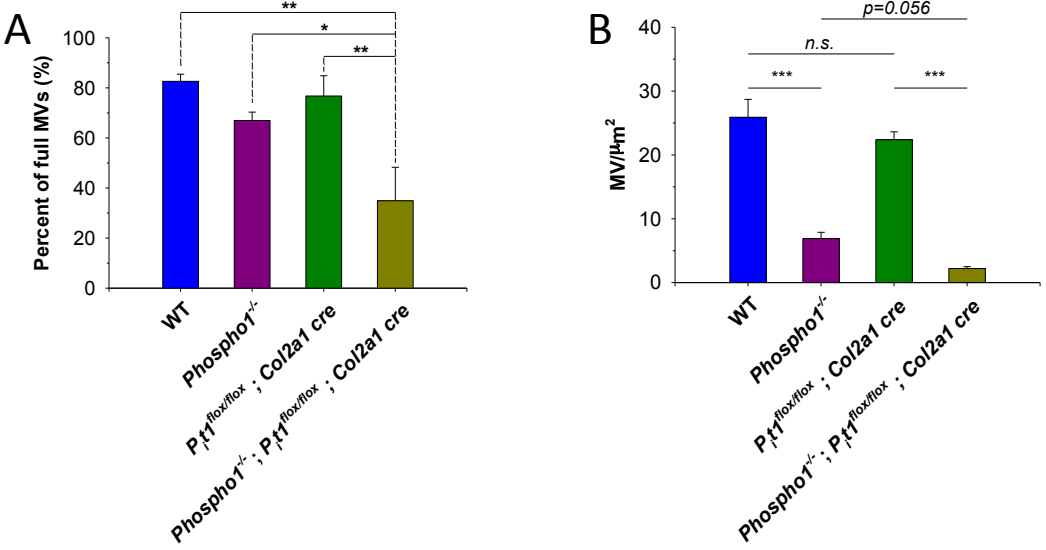 A
**
*
**
Percent of full MVs (%)
100
80
60
40
20
0
WT
Phospho1-/-
Pit1flox/flox ; Col2a1 cre
Phospho1-/- ; Pit1flox/flox ; Col2a1 cre
B
p=0.056
n.s.
***
***
MV/μm2
40
30
20
10
0
WT
Phospho1-/-
Pit1flox/flox ; Col2a1 cre
Phospho1-/- ; Pit1flox/flox ; Col2a1 cre